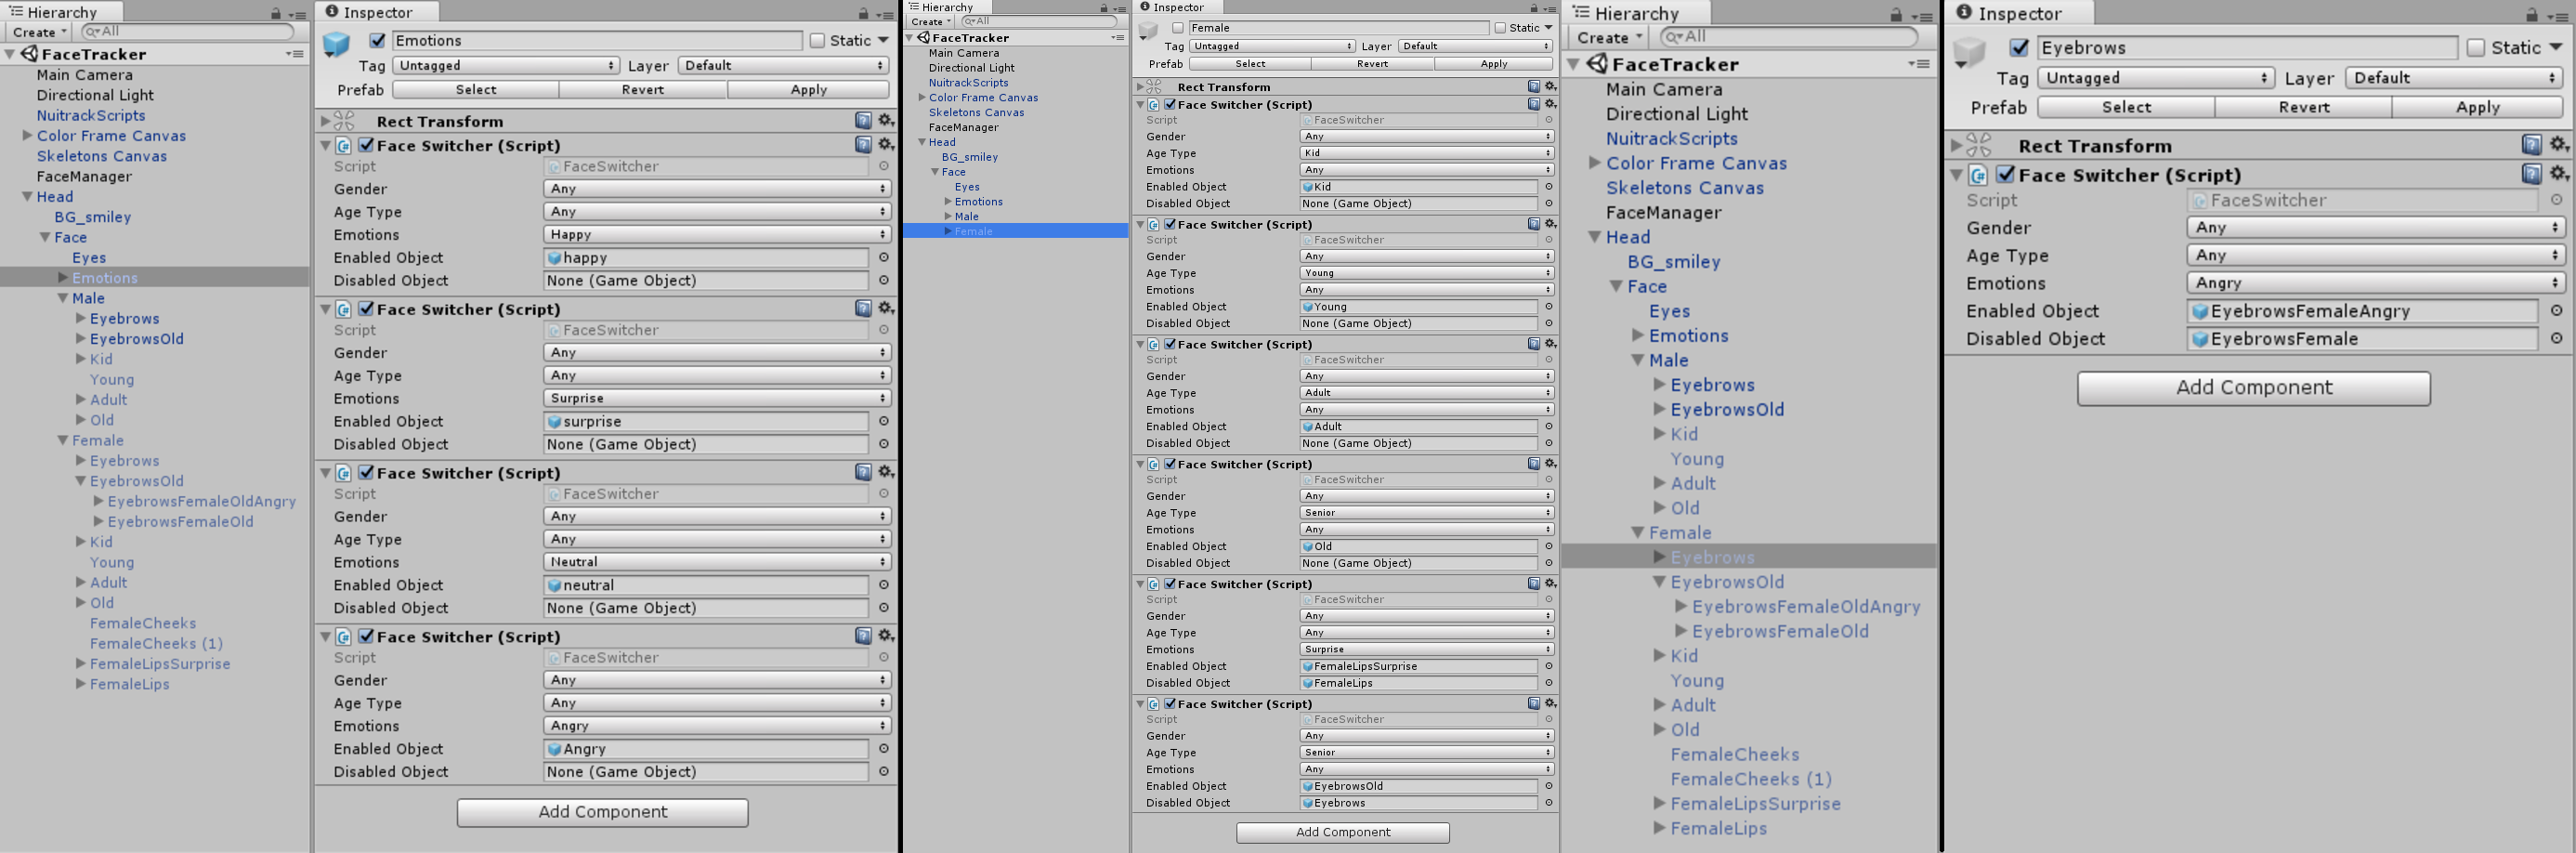 Hierarchy
Create
All
FaceTracker
Main Camera
Directional Light
NuitrackScripts
Color Frame Canvas
Skeletons Canvas
FaceManager
Head
BG_smiley
Face
Eyes
Emotions
Male
Eyebrows
EyebrowsOld
Kid
Young
Adult
Old
Female
Eyebrows
EyebrowsOld
EyebrowsFemaleOldAngry
EyebrowsFemaleOld
Kid
Young
Adult
Old
FemaleCheeks
FemaleCheeks (1)
FemaleLipsSurprise
FemaleLips
Inspector
Emotions Static
Tag Untagged Layer Default
Prefab Select Revert Apply
Rect Transform
Face Switcher (Script)
Script FaceSwitcher
Gender Any
Age Type Any
Emotions Happy
Enabled Object happy
Disabled Object None (Game Object)
Face Switcher (Script)
Script FaceSwitcher
Gender Any
Age Type Any
Emotions Surprise
Enabled Object surprise
Disabled Object None (Game Object)
Face Switcher (Script)
Script FaceSwitcher
Gender Any
Age Type Any
Emotions Neutral
Enabled Object neutral
Disabled Object None (Game Object)
Face Switcher (Script)
Script FaceSwitcher
Gender Any
Age Type Any
Emotions Angry
Enabled Object Angry
Disabled Object None (Game Object)
Add Component
Hierarchy
Create All
FaceTracker
Main Camera
Directional Light
NuitrackScripts
Color Frame Canvas
Skeletons Canvas
FaceManager
Head
BG_smiley
Face
Eyes
Emotions
Male
Female
Inspector
Female Static
Tag Untagged Layer Default
Prefab Select Revert Apply
Rect Transform
Face Switcher (Script)
Script FaceSwitcher
Gender Any
Age Type Kid
Emotions Any
Enabled Object Kid
Disabled Object None (Game Object)
Face Switcher (Script)
Script FaceSwitcher
Gender Any
Age Type Young
Emotions Any
Enabled Object Young
Disabled Object None (Game Object)
Face Switcher (Script)
Script FaceSwitcher
Gender Any
Age Type Adult
Emotions Any
Enabled Object Adult
Disabled Object None (Game Object)
Face Switcher (Script)
Script FaceSwitcher
Gender Any
Age Type Senior
Emotions Any
Enabled Object Old
Disabled Object None (Game Object)
Face Switcher (Script)
Script FaceSwitcher
Gender Any
Age Type Any
Emotions Surprise
Enabled Object FemaleLipsSurprise
Disabled Object FemaleLips
Face Switcher (Script)
Script FaceSwitcher
Gender Any
Age Type Senior
Emotions Any
Enabled Object EyebrowsOld
Disabled Object Eyebrows
Add Component
Hierarchy
Create All
FaceTracker
Main Camera
Directional Light
NuitrackScripts
Color Frame Canvas
Skeletons Canvas
FaceManager
Head
BG_smiley
Face
Eyes
Emotions
Male
Eyebrows
EyebrowsOld
Kid
Young
Adult
Old
Female
Eyebrows
EyebrowsOld
EyebrowsFemaleOldAngry
EyebrowsFemaleOld
Kid
Young
Adult
Old
FemaleCheeks
FemaleCheeks (1)
FemaleLipsSurprise
FemaleLips
Inspector
Eyebrows Static
Tag Untagged Layer Default
Prefab Select Revert Apply
Rect Transform
Face Switcher (Script)
Script FaceSwitcher
Gender Any
Age Type Any
Emotions Angry
Enabled Object EyebrowsFemaleAngry
Disabled Object EyebrowsFemale
Add Component